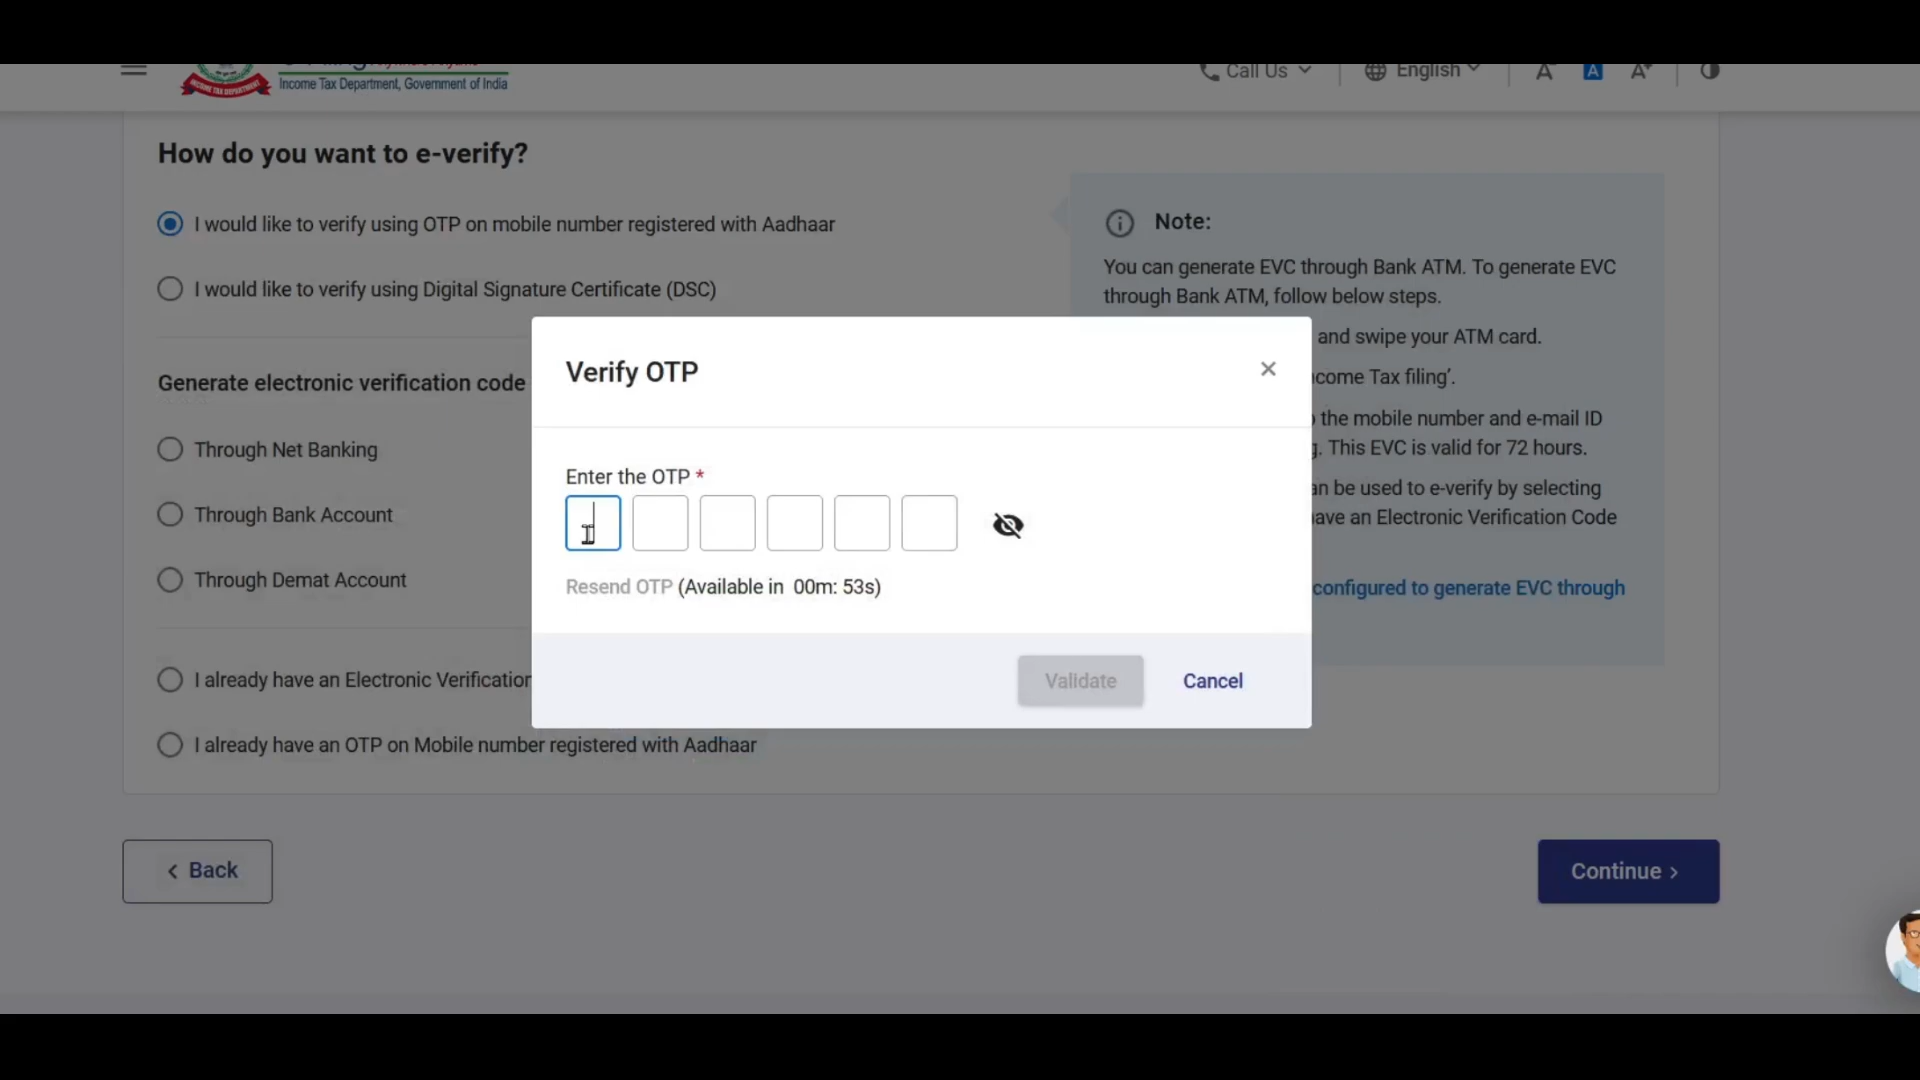 Income Tax Department, Government of India
Call Us
English
A
A
A+
How do you want to e-verify?
I would like to verify using OTP on mobile number registered with Aadhaar
I would like to verify using Digital Signature Certificate (DSC)
Generate electronic verification code
Through Net Banking
Through Bank Account
Through Demat Account
I already have an Electronic Verification
I already have an OTP on Mobile number registered with Aadhaar
Note:
You can generate EVC through Bank ATM. To generate EVC
through Bank ATM, follow below steps.
and swipe your ATM card.
come Tax filing’.
the mobile number and e-mail ID
. This EVC is valid for 72 hours.
an be used to e-verify by selecting
ave an Electronic Verification Code
configured to generate EVC through
Verify OTP
Enter the OTP *
Resend OTP (Available in 00m: 53s)
Validate
Cancel
Back
Continue